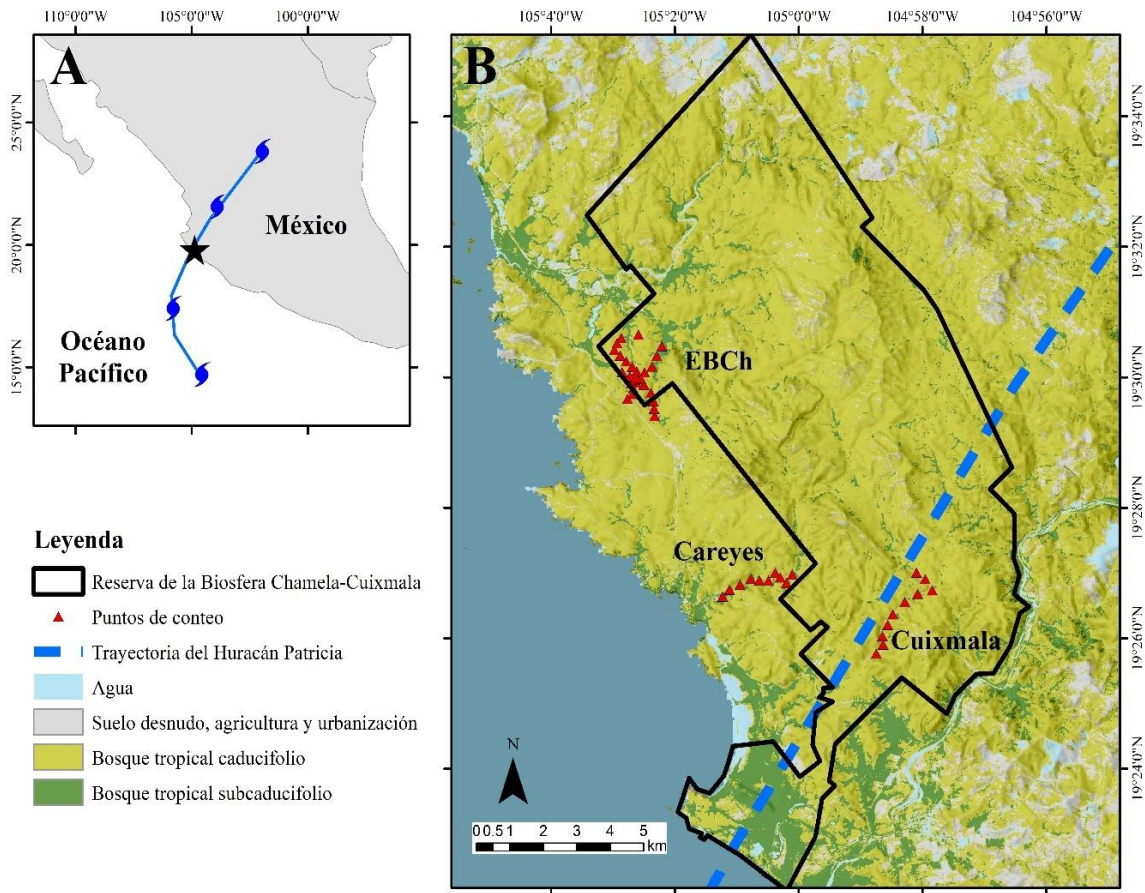 110°0'0"W 105°0'0"W 100°0'0"W
A
25°0'0"N
20°0'0"N
15°0'0"N
México
Océano
Pacífico
105°4'0"W 105°2'0"W 105°0'0"W 104°58'0"W 104°56'0"W
B
19°34'0"N
19°32'0"N
19°30'0"N
19°28'0"N
19°26'0"N
19°24'0"N
EBCh
Careyes
Cuixmala
N
0 0.5 1 2 3 4 5
km
Leyenda
Reserva de la Biosfera Chamela-Cuixmala
Puntos de conteo
Trayectoria del Huracán Patricia
Agua
Suelo desnudo, agricultura y urbanización
Bosque tropical caducifolio
Bosque tropical subcaducifolio